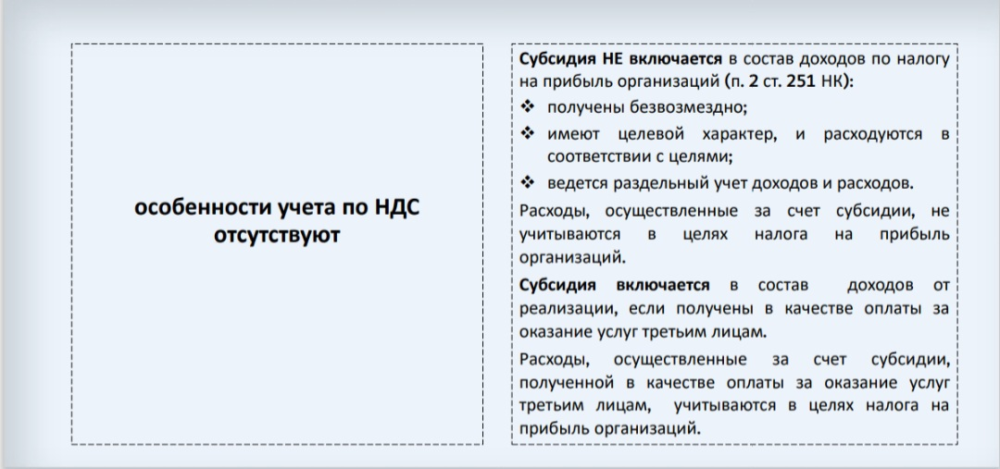 особенности учета по НДС
отсутствуют
Субсидия НЕ включается в состав доходов по налогу
на прибыль организаций (п. 2 ст. 251 НК):
❖ получены безвозмездно;
❖ имеют целевой характер, и расходуются в
соответствии с целями;
❖ ведется раздельный учет доходов и расходов.
Расходы, осуществленные за счет субсидии, не
учитываются в целях налога на прибыль
организаций.
Субсидия включается в состав доходов от
реализации, если получены в качестве оплаты за
оказание услуг третьим лицам.
Расходы, осуществленные за счет субсидии,
полученной в качестве оплаты за оказание услуг
третьим лицам, учитываются в целях налога на
прибыль организаций.